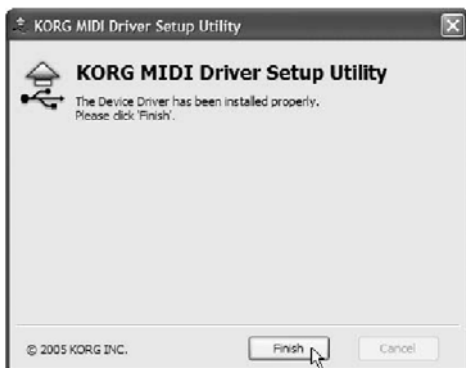 KORG MIDI Driver Setup Utility
KORG MIDI Driver Setup Utility
The Device Driver has been installed properly.
Please click 'Finish'.
© 2005 KORG INC.
Finish
Cancel